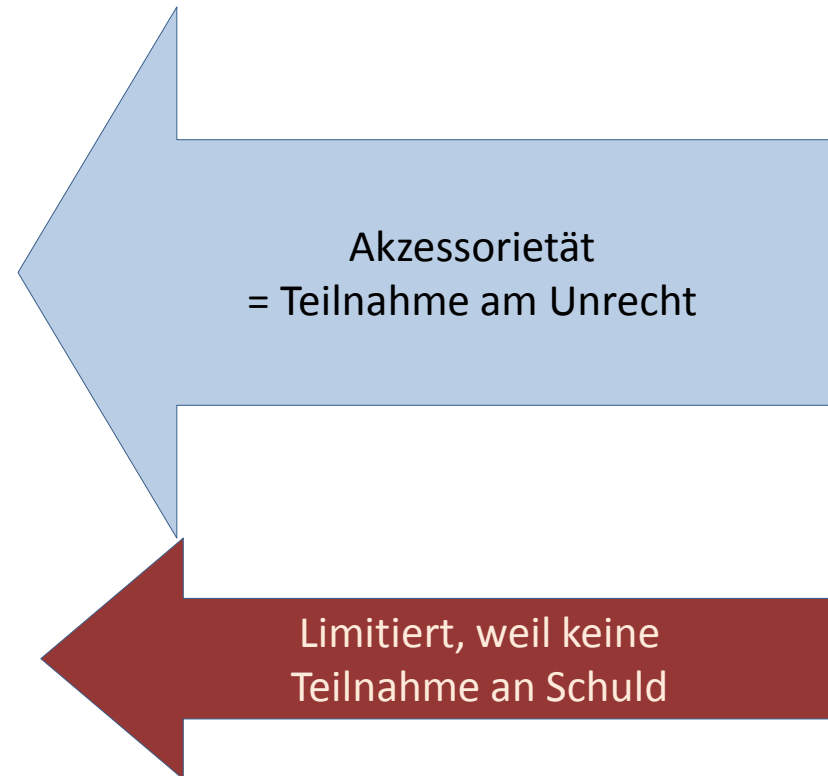 Akzessorietät
= Teilnahme am Unrecht
Limitiert, weil keine
Teilnahme an Schuld